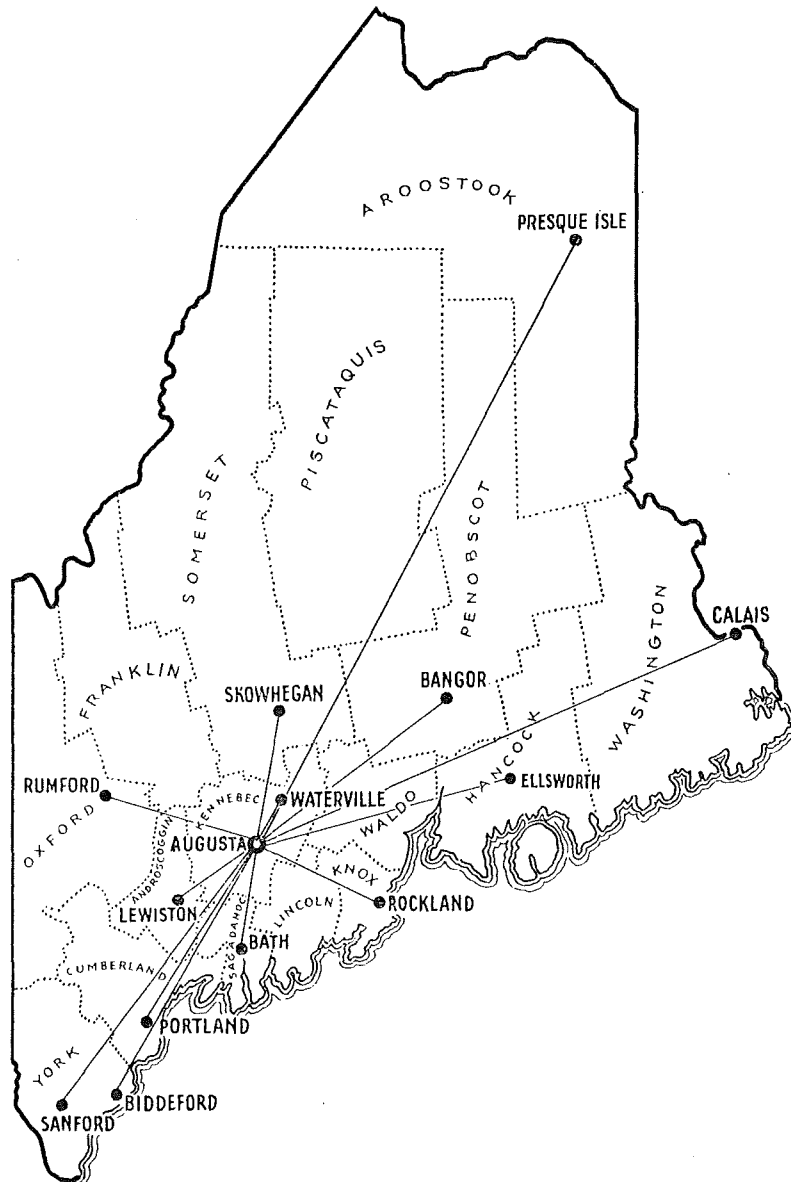 AROOSTOOK
PRESQUE ISLE
PISCATAQUIS
SOMERSET
PENOBSCOT
WASHINGTON
CALAIS
FRANKLIN
SKOWHEGAN
BANGOR
HANCOCK
ELLSWORTH
RUMFORD
KENNEBEC
WATERVILLE
WALDO
OXFORD
AUGUSTA
ANDROSCOGGIN
KNOX
LEWISTON
LINCOLN
ROCKLAND
SAGADAHOC
BATH
CUMBERLAND
PORTLAND
YORK
BIDDEFORD
SANFORD